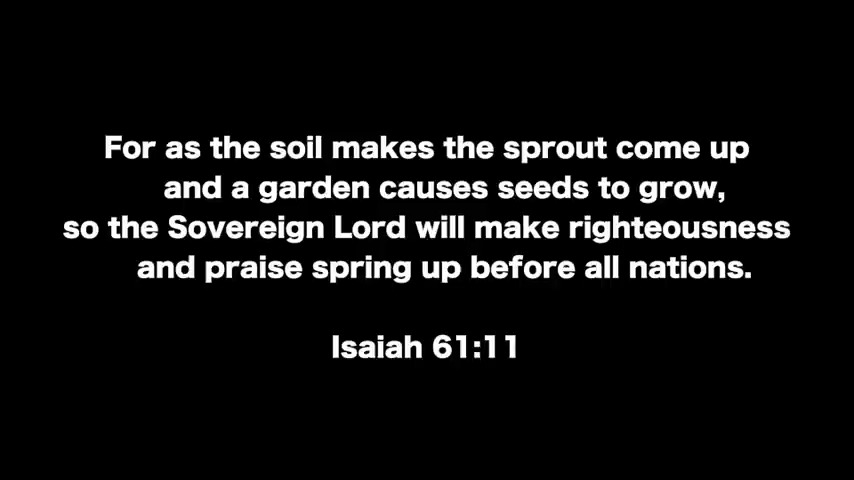 For as the soil makes the sprout come up
and a garden causes seeds to grow,
so the Sovereign Lord will make righteousness
and praise spring up before all nations.
Isaiah 61:11